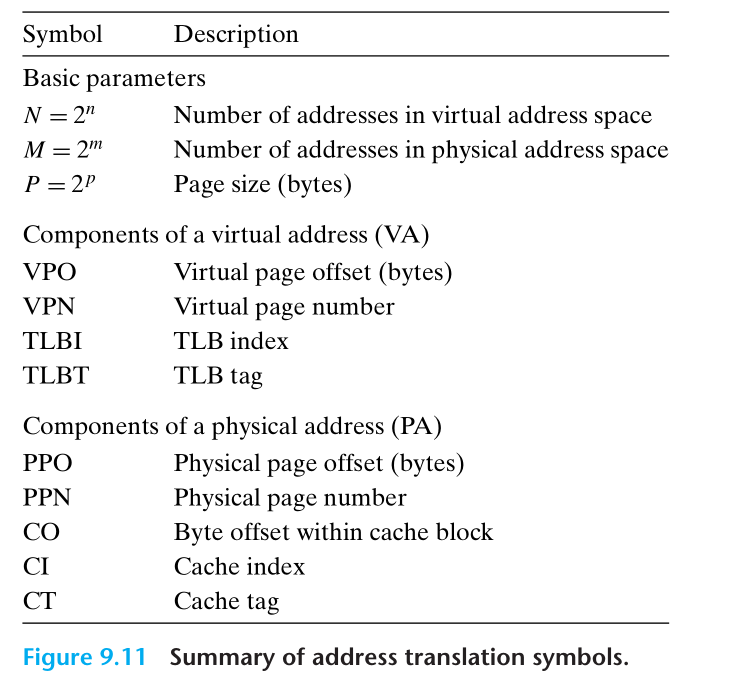 Symbol Description
Basic parameters
N = 2ⁿ Number of addresses in virtual address space
M = 2ᵐ Number of addresses in physical address space
P = 2ᵖ Page size (bytes)
Components of a virtual address (VA)
VPO Virtual page offset (bytes)
VPN Virtual page number
TLBI TLB index
TLBT TLB tag
Components of a physical address (PA)
PPO Physical page offset (bytes)
PPN Physical page number
CO Byte offset within cache block
CI Cache index
CT Cache tag
Figure 9.11 Summary of address translation symbols.